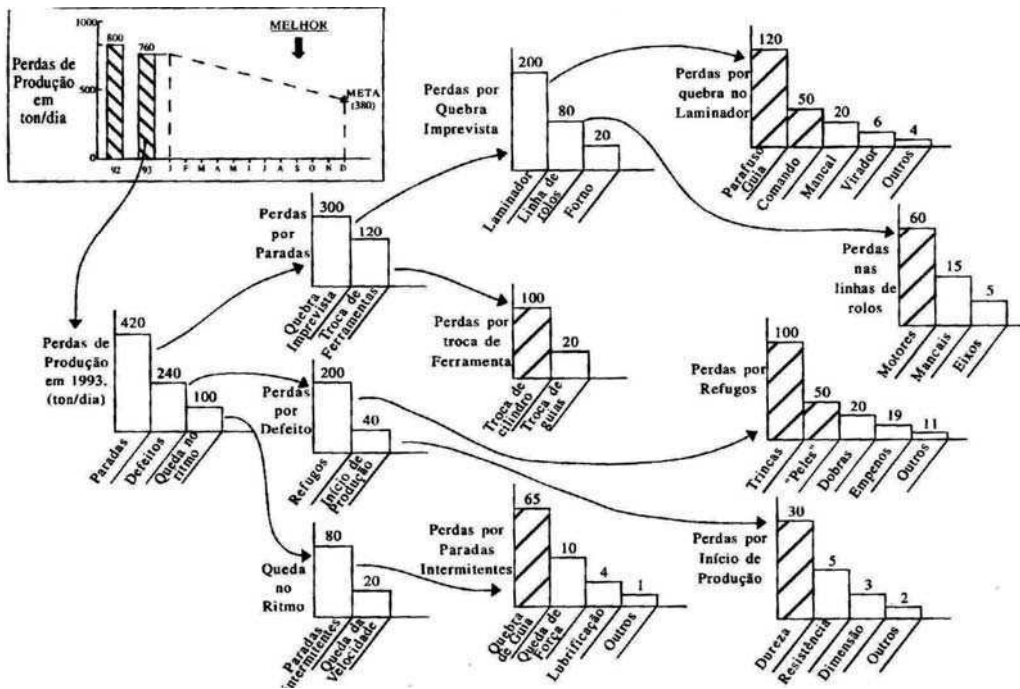 MELHOR
1000
800
760
Perdas de
Produção
em
ton/dia
500
META
(380)
0
92
93
J F M A M J J A S O N D
Perdas por
Quebra
Imprevista
200
80
20
Laminador
Linha de
rolos
Forno
Perdas por
quebra no
Laminador
120
50
20
6
4
Parafuso
Guia
Comando
Mancal
Virador
Outros
Perdas
por
Paradas
300
120
Quebra
Imprevista
Troca de
Ferramentas
Perdas
nas
linhas de
rolos
60
15
5
Motores
Mancais
Eixos
Perdas de
Produção
em 1993.
(ton/dia)
420
240
100
Paradas
Defeitos
Queda no
ritmo
Perdas por
troca de
Ferramenta
100
20
Troca de
cilindro
Troca de
guias
Perdas
por
Defeito
200
40
Refugos
Início de
Produção
Perdas por
Refugos
100
50
20
19
11
Trincas
"Peles"
Dobras
Empenos
"Outros
Queda
no
Ritmo
80
20
Paradas
intermitentes
Queda da
Velocidade
Perdas por
Paradas
Intermitentes
65
10
4
1
Quebra
de Guia
Queda de
Força
Lubrificação
Outros
Perdas por
Início de
Produção
30
5
3
2
Dureza
Resistência
Dimensão
Outros